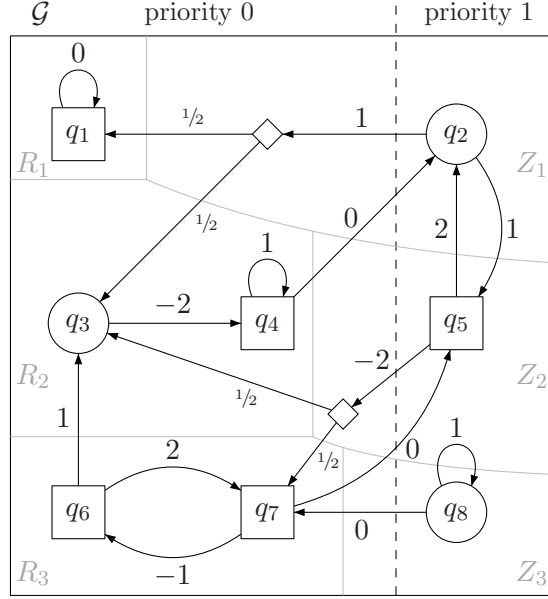 𝒢 priority 0 priority 1
0
q₁ 1/2 1 q₂
R₁ Z₁
1/2 0 2 1
1
q₃ −2 q₄ q₅
−2
R₂ 1/2 Z₂
1 2 1/2 0 1
q₆ q₇ 0 q₈
−1
R₃ Z₃